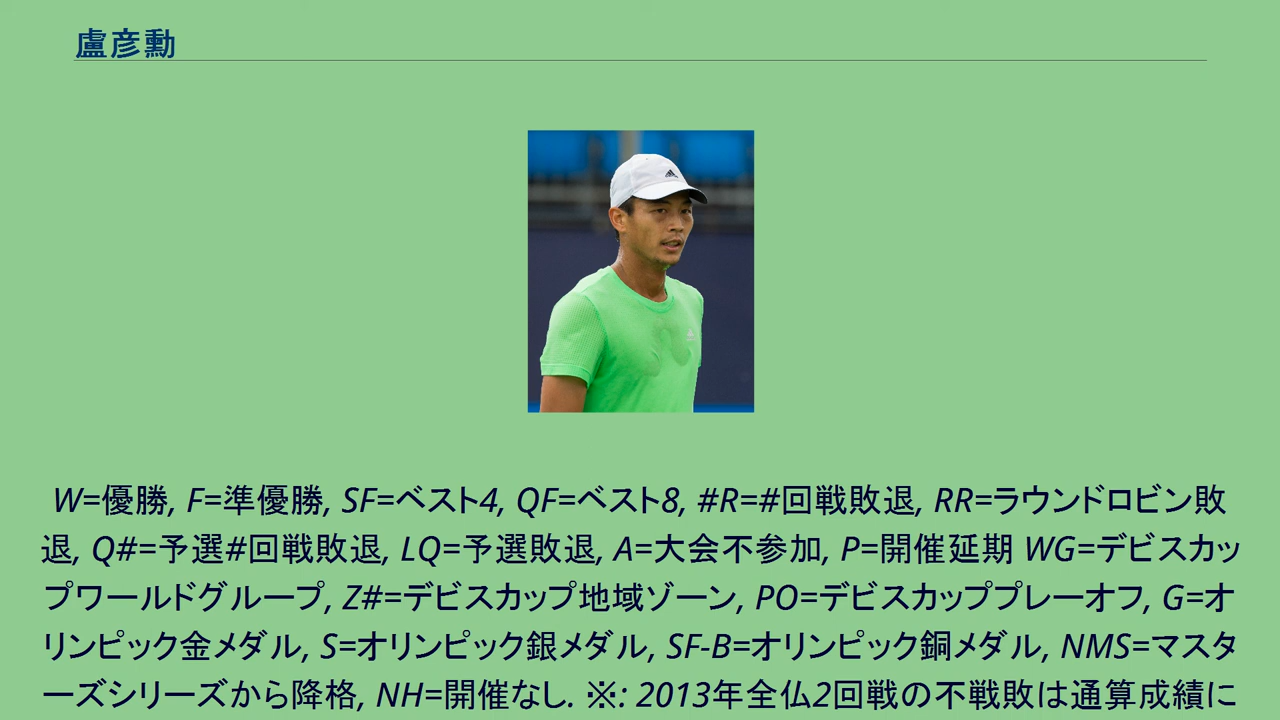 盧彦勳
W=優勝, F=準優勝, SF=ベスト4, QF=ベスト8, #R=#回戦敗退, RR=ラウンドロビン敗
退, Q#=予選#回戦敗退, LQ=予選敗退, A=大会不参加, P=開催延期 WG=デビスカッ
プワールドグループ, Z#=デビスカップ地域ゾーン, PO=デビスカッププレーオフ, G=オ
リンピック金メダル, S=オリンピック銀メダル, SF-B=オリンピック銅メダル, NMS=マスタ
ーズシリーズから降格, NH=開催なし. ※: 2013年全仏2回戦の不戦敗は通算成績に